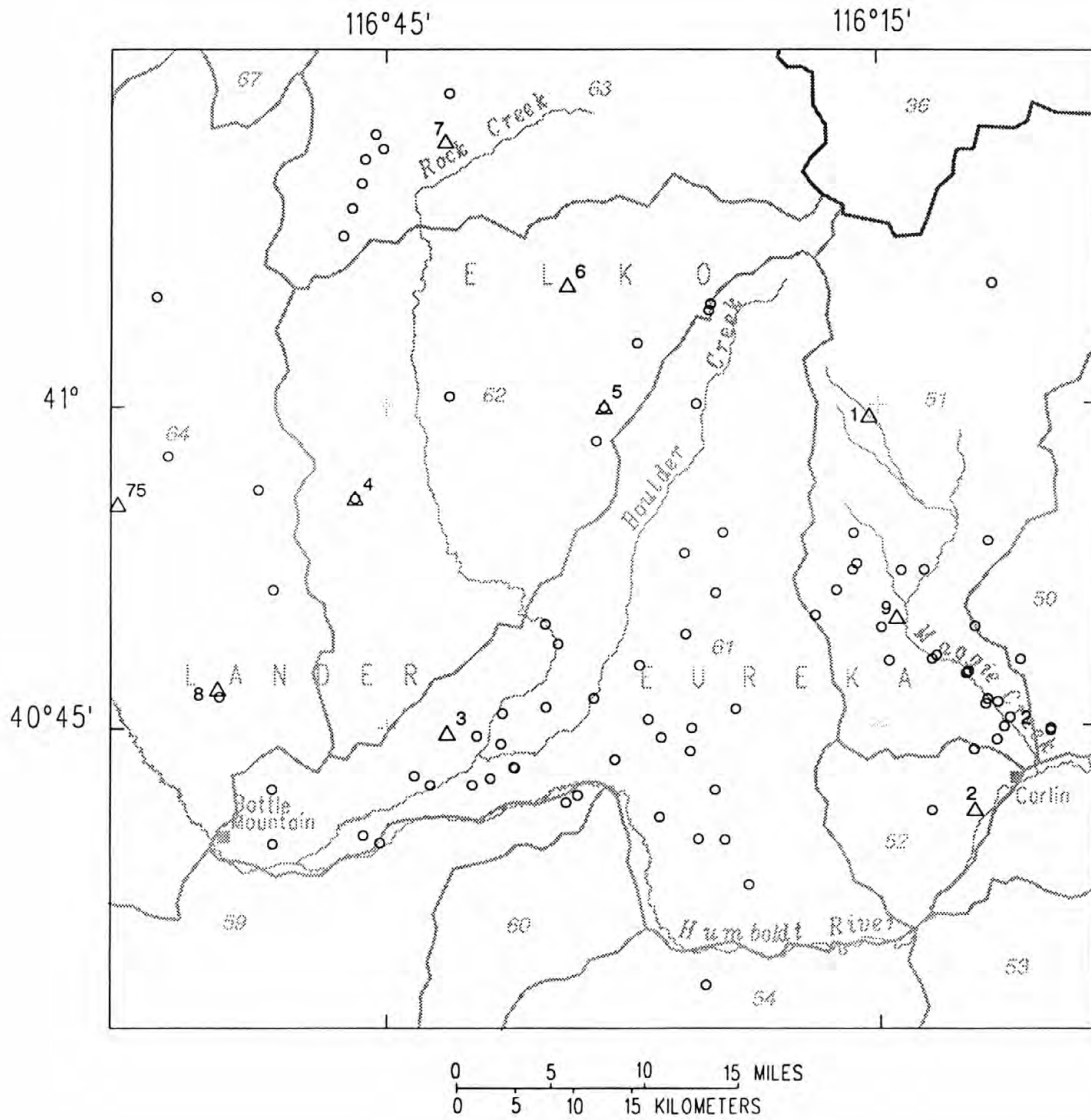 116°45'
116°15'
67
63
36
7
Rock Creek
E L K O
6
Creek
5
41°
62
51
1
64
75
4
Boulder
50
9
61
Maggie Creek
L A N D E R
E U R E K A
8
40°45'
3
2
Battle
Mountain
Carlin
2
52
59
60
Humboldt River
53
54
0 5 10 15 MILES
0 5 10 15 KILOMETERS